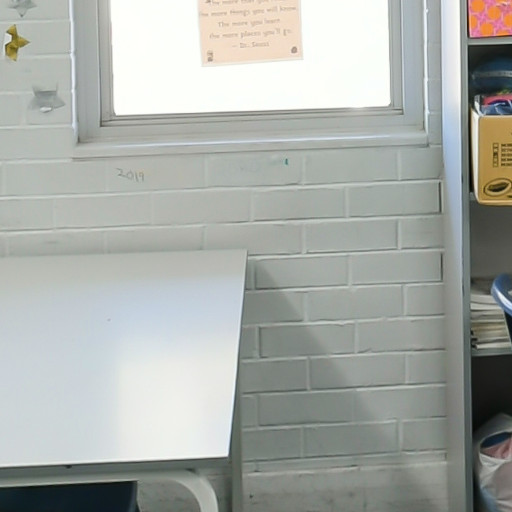 the more things you will know.
The more you learn,
the more places you'll go.
— Dr. Seuss
2019